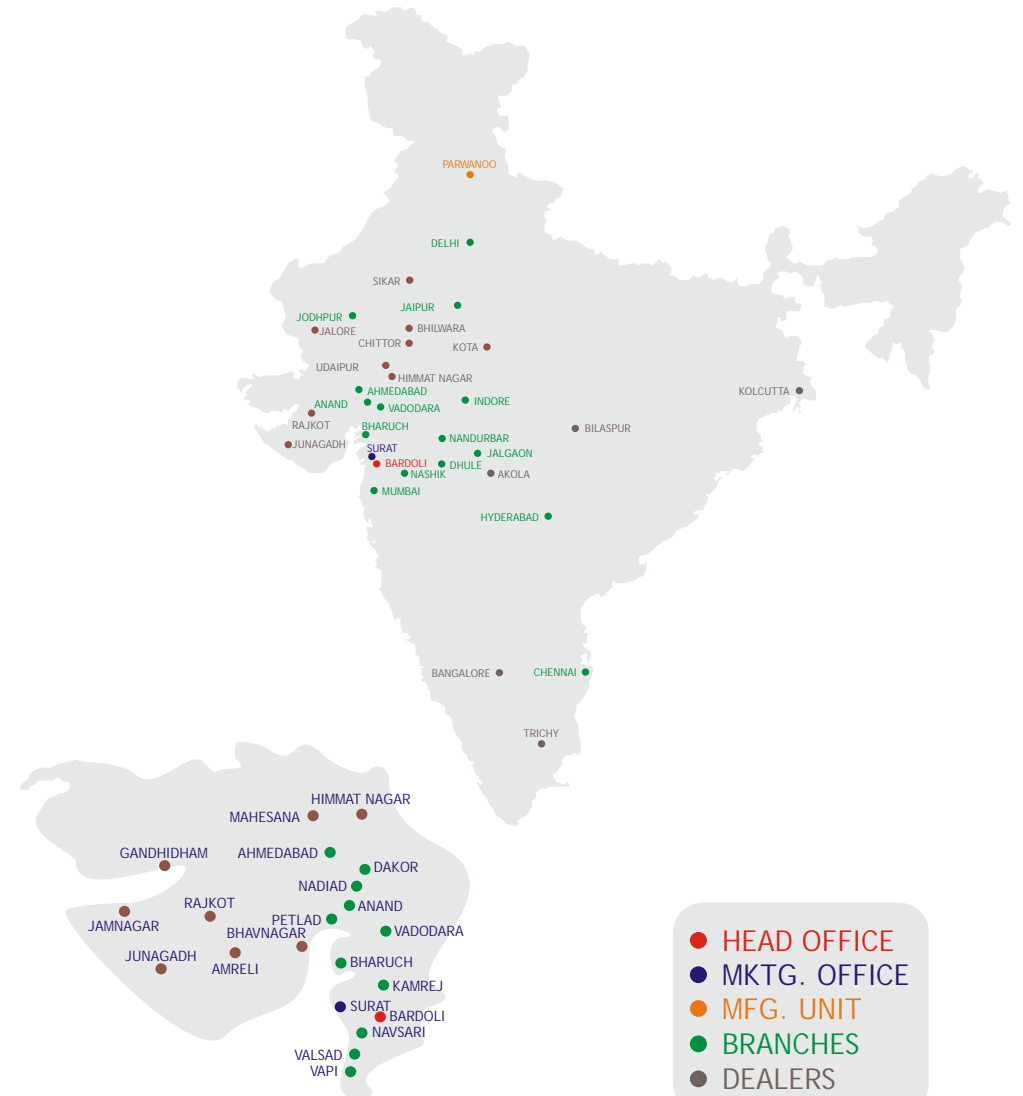 PARWANOO
DELHI
SIKAR
JAIPUR
JODHPUR
JALORE
BHILWARA
CHITTOR
KOTA
UDAIPUR
HIMMAT NAGAR
AHMEDABAD
KOLCUTTA
ANAND
VADODARA
INDORE
RAJKOT
BHARUCH
BILASPUR
JUNAGADH
NANDURBAR
SURAT
JALGAON
BARDOLI
DHULE
NASHIK
AKOLA
MUMBAI
HYDERABAD
BANGALORE
CHENNAI
TRICHY
HIMMAT NAGAR
MAHESANA
GANDHIDHAM
AHMEDABAD
DAKOR
NADIAD
RAJKOT
ANAND
JAMNAGAR
PETLAD
BHAVNAGAR
VADODARA
JUNAGADH
AMRELI
BHARUCH
KAMREJ
SURAT
BARDOLI
NAVSARI
VALSAD
VAPI
HEAD OFFICE
MKTG. OFFICE
MFG. UNIT
BRANCHES
DEALERS